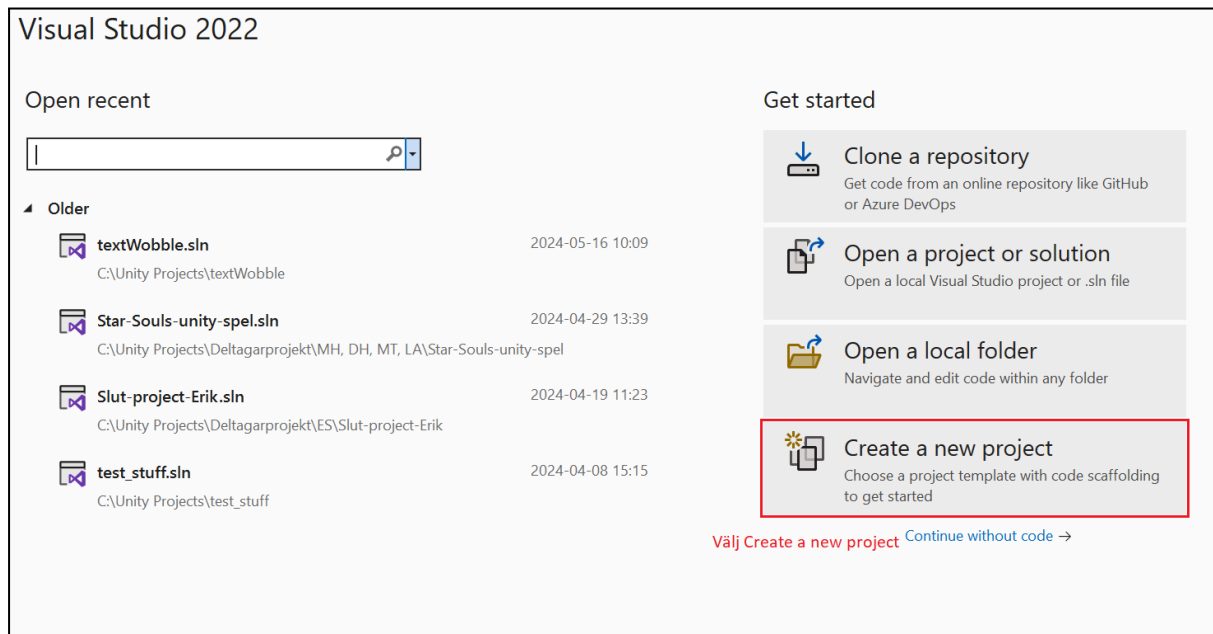 Visual Studio 2022
Open recent
Older
textWobble.sln 2024-05-16 10:09
C:\Unity Projects\textWobble
Star-Souls-unity-spel.sln 2024-04-29 13:39
C:\Unity Projects\Deltagarprojekt\MH, DH, MT, LA\Star-Souls-unity-spel
Slut-project-Erik.sln 2024-04-19 11:23
C:\Unity Projects\Deltagarprojekt\ES\Slut-project-Erik
test_stuff.sln 2024-04-08 15:15
C:\Unity Projects\test_stuff
Get started
Clone a repository
Get code from an online repository like GitHub
or Azure DevOps
Open a project or solution
Open a local Visual Studio project or .sln file
Open a local folder
Navigate and edit code within any folder
Create a new project
Choose a project template with code scaffolding
to get started
Välj Create a new project Continue without code →